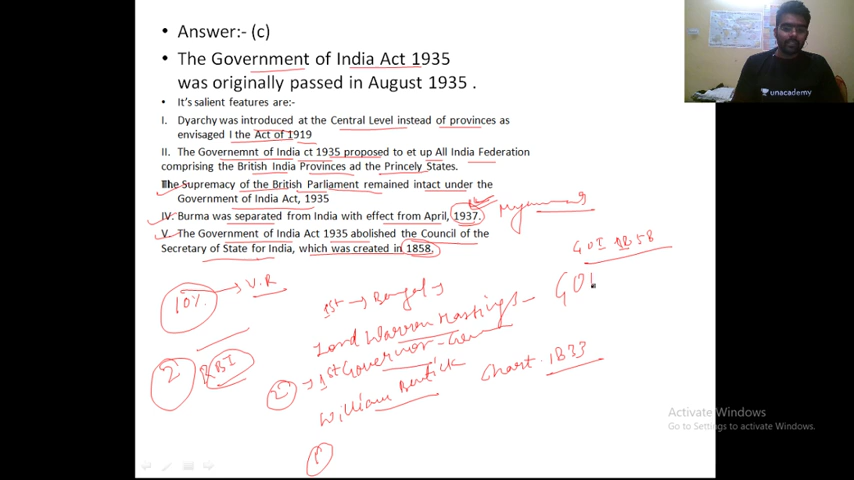 • Answer:- (c)
• The Government of India Act 1935
was originally passed in August 1935 .
• It's salient features are:-
I. Dyarchy was introduced at the Central Level instead of provinces as
envisaged I the Act of 1919
II. The Governemnt of India ct 1935 proposed to et up All India Federation
comprising the British India Provinces ad the Princely States.
The Supremacy of the British Parliament remained intact under the
Government of India Act, 1935
IV. Burma was separated from India with effect from April, 1937.
Myanmar
V. The Government of India Act 1935 abolished the Council of the
Secretary of State for India, which was created in 1858.
GOI 1858
10% → V.R
1st → Bengal →
Lord Warren Hastings -
GOI
2 RBI
2 → 1st Governor - Gen
William Bentick
Chart. 1833
1
unacademy
Activate Windows
Go to Settings to activate Windows.